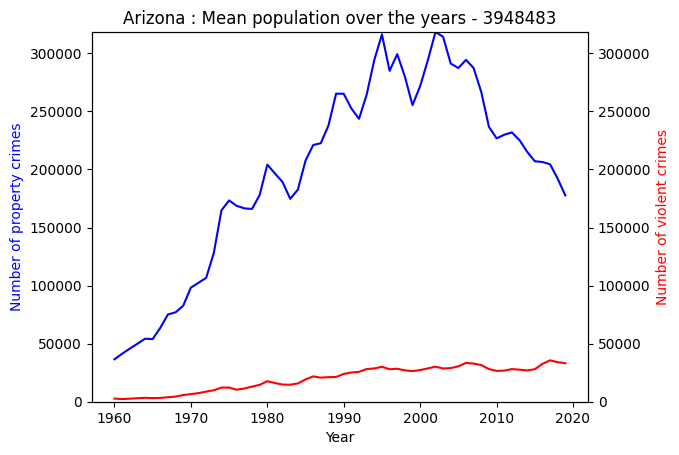 Arizona : Mean population over the years - 3948483
Number of property crimes
300000
250000
200000
150000
100000
50000
0
300000
250000
200000
150000
100000
50000
0
Number of violent crimes
1960 1970 1980 1990 2000 2010 2020
Year